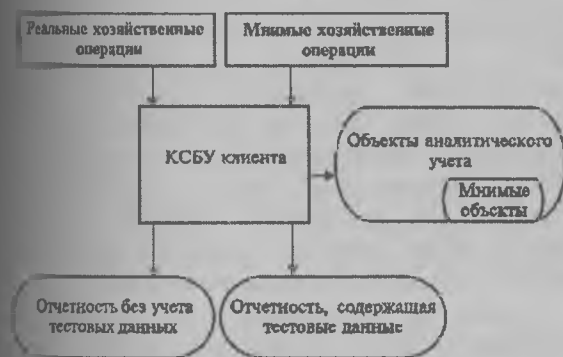 Реальные хозяйственные
операции
Мнимые хозяйственные
операции
КСБУ клиента
Объекты аналитического
учета
Мнимые
объекты
Отчетность без учета
тестовых данных
Отчетность, содержащая
тестовые данные